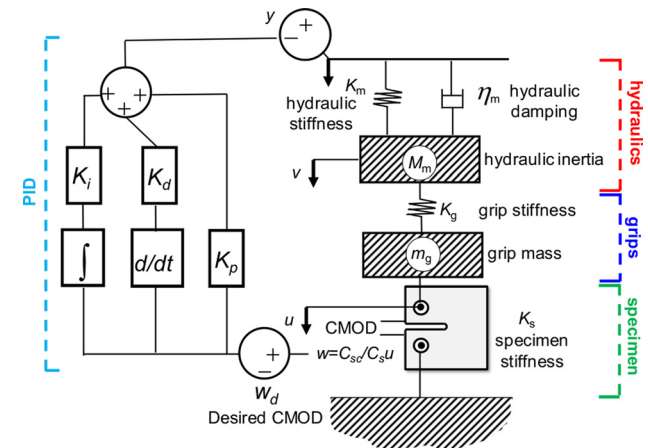 y
+
−
K_m
hydraulic
stiffness
η_m hydraulic
damping
hydraulics
+
+
+
M_m
hydraulic inertia
v
K_i
K_d
PID
K_g
grip stiffness
grips
∫
d/dt
K_p
m_g
grip mass
u
CMOD
K_s
specimen
stiffness
specimen
w=C_sc/C_s u
+
−
w_d
Desired CMOD